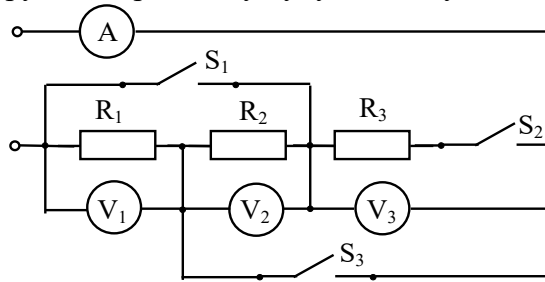 A
S₁
R₁ R₂ R₃
S₂
V₁ V₂ V₃
S₃